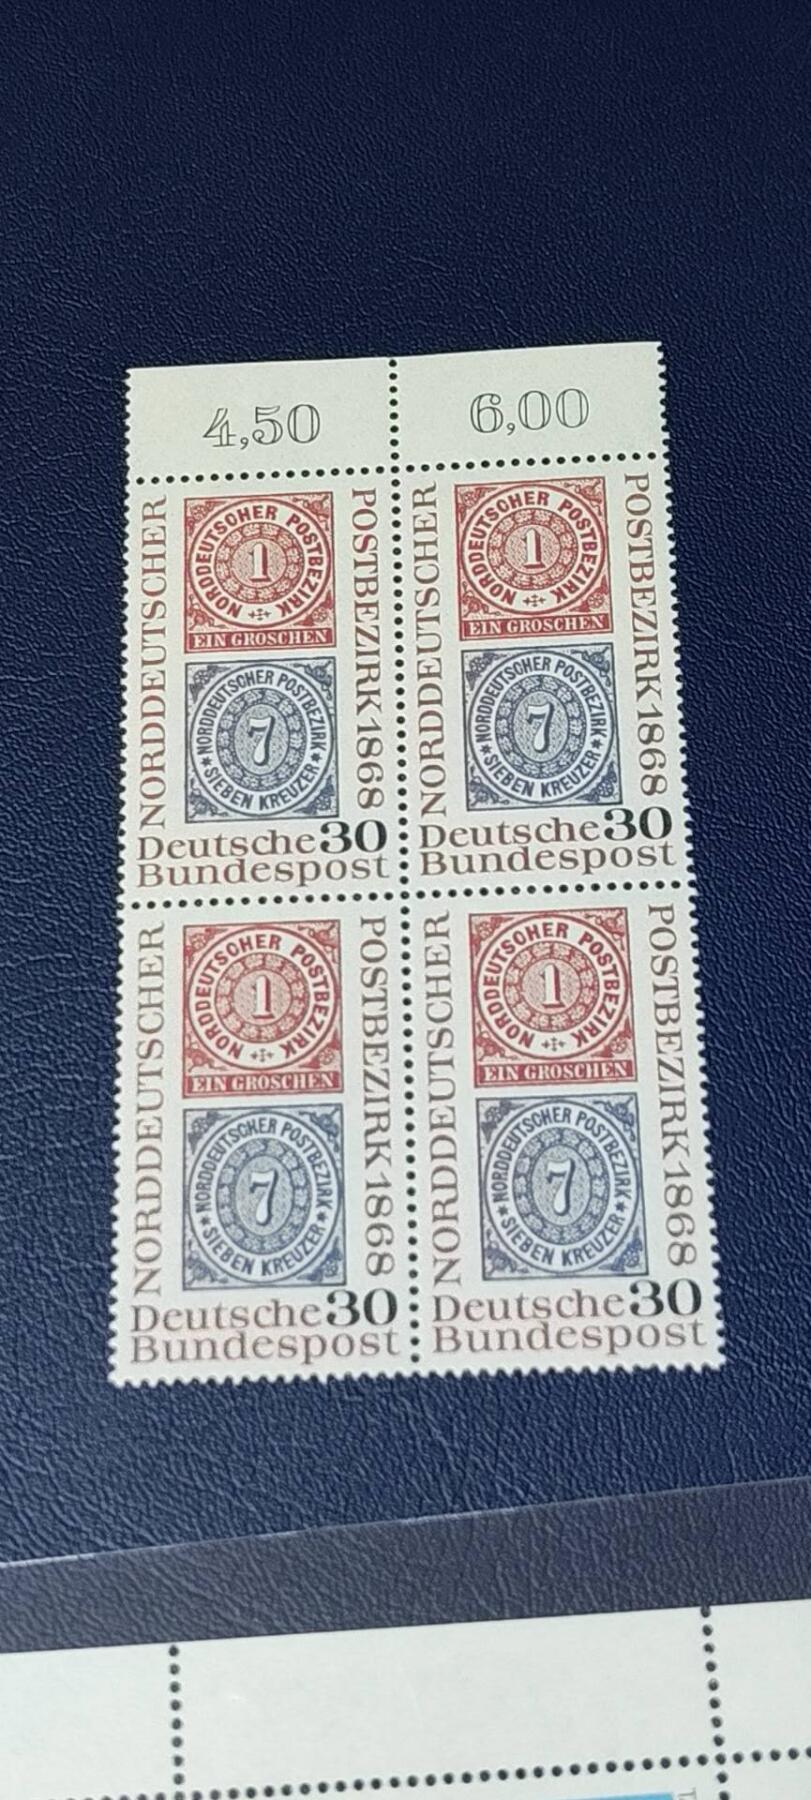 4,50
6,00
NORDDEUTSCHER
NORDDEUTSCHER POSTBEZIRK
1
EIN GROSCHEN
NORDDEUTSCHER POSTBEZIRK
7
SIEBEN KREUZER
POSTBEZIRK 1868
Deutsche 30
Bundespost
NORDDEUTSCHER
NORDDEUTSCHER POSTBEZIRK
1
EIN GROSCHEN
NORDDEUTSCHER POSTBEZIRK
7
SIEBEN KREUZER
POSTBEZIRK 1868
Deutsche 30
Bundespost
NORDDEUTSCHER
NORDDEUTSCHER POSTBEZIRK
1
EIN GROSCHEN
NORDDEUTSCHER POSTBEZIRK
7
SIEBEN KREUZER
POSTBEZIRK 1868
Deutsche 30
Bundespost
NORDDEUTSCHER
NORDDEUTSCHER POSTBEZIRK
1
EIN GROSCHEN
NORDDEUTSCHER POSTBEZIRK
7
SIEBEN KREUZER
POSTBEZIRK 1868
Deutsche 30
Bundespost